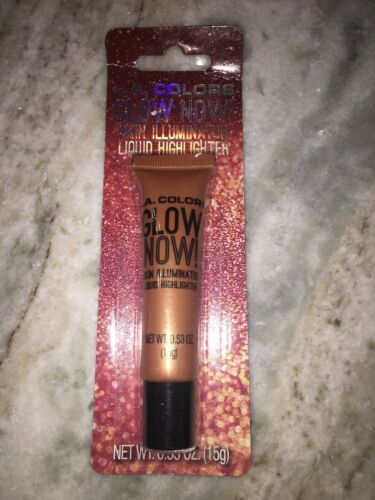 L.A. COLORS
GLOW NOW!
SKIN ILLUMINATOR
LIQUID HIGHLIGHTER
L.A. COLORS
GLOW
NOW!
SKIN ILLUMINATOR
LIQUID HIGHLIGHTER
NET WT. 0.53 OZ.
(15g)
NET WT. 0.53 OZ. (15g)